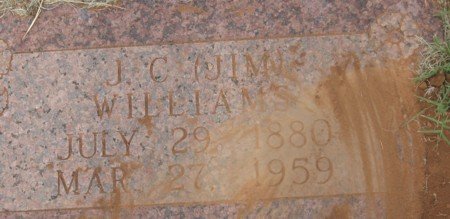 J. C. (JIM)
WILLIAMS
JULY 29, 1880
MAR. 27, 1959